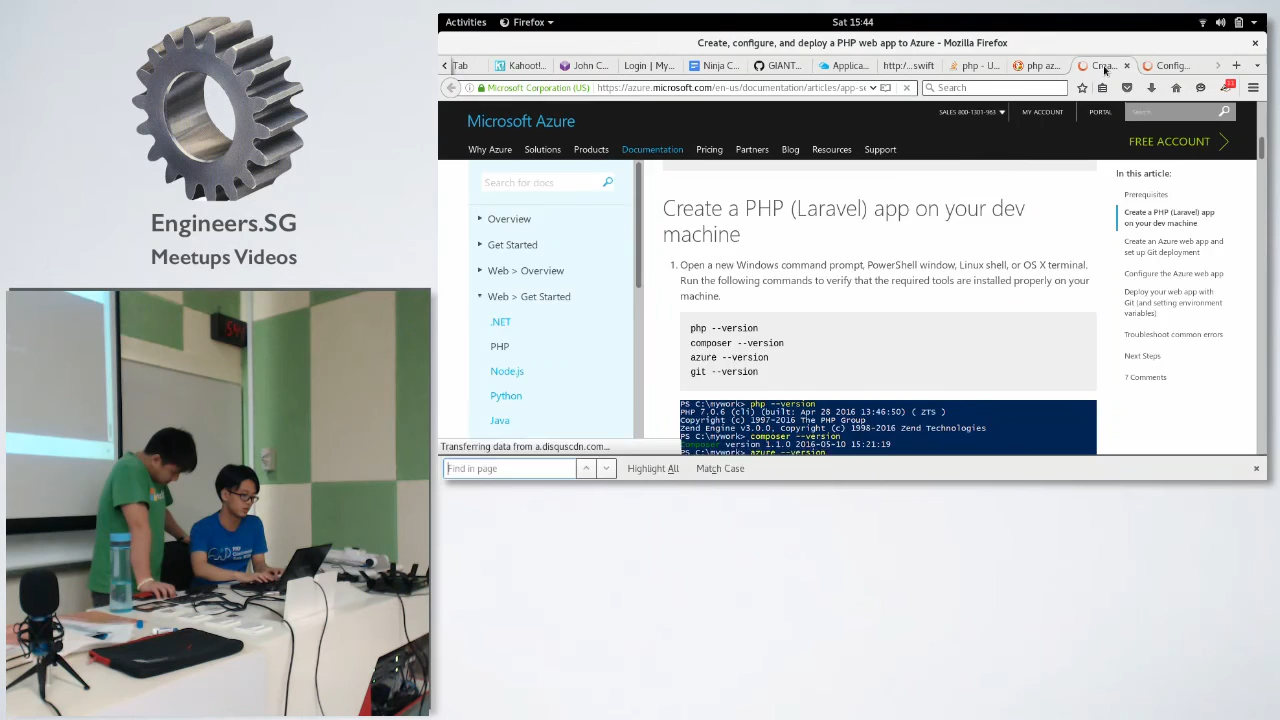 Engineers.SG
Meetups Videos
Activities
Firefox
Sat 15:44
Create, configure, and deploy a PHP web app to Azure - Mozilla Firefox
Tab
Kahoot!...
John C...
Login | My...
Ninja C...
GIANT...
Applica...
http:/...swift
php - U...
php az...
Crea...
Config...
Microsoft Corporation (US)
https://azure.microsoft.com/en-us/documentation/articles/app-se
Search
Microsoft Azure
SALES 800-1301-963
MY ACCOUNT
PORTAL
Search
FREE ACCOUNT
Why Azure
Solutions
Products
Documentation
Pricing
Partners
Blog
Resources
Support
Search for docs
Overview
Get Started
Web > Overview
Web > Get Started
.NET
PHP
Node.js
Python
Java
Create a PHP (Laravel) app on your dev
machine
1. Open a new Windows command prompt, PowerShell window, Linux shell, or OS X terminal.
Run the following commands to verify that the required tools are installed properly on your
machine.
php --version
composer --version
azure --version
git --version
PS C:\mywork> php --version
PHP 7.0.6 (cli) (built: Apr 28 2016 13:46:50) ( ZTS )
Copyright (c) 1997-2016 The PHP Group
Zend Engine v3.0.0, Copyright (c) 1998-2016 Zend Technologies
PS C:\mywork> composer --version
Composer version 1.1.0 2016-05-10 15:21:19
PS C:\mywork> azure --version
In this article:
Prerequisites
Create a PHP (Laravel) app
on your dev machine
Create an Azure web app and
set up Git deployment
Configure the Azure web app
Deploy your web app with
Git (and setting environment
variables)
Troubleshoot common errors
Next Steps
7 Comments
Transferring data from a.disquscdn.com...
Find in page
Highlight All
Match Case